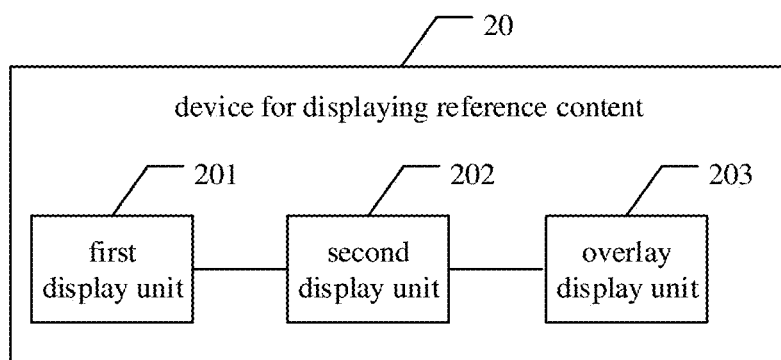 20
device for displaying reference content
201
202
203
first
display unit
second
display unit
overlay
display unit